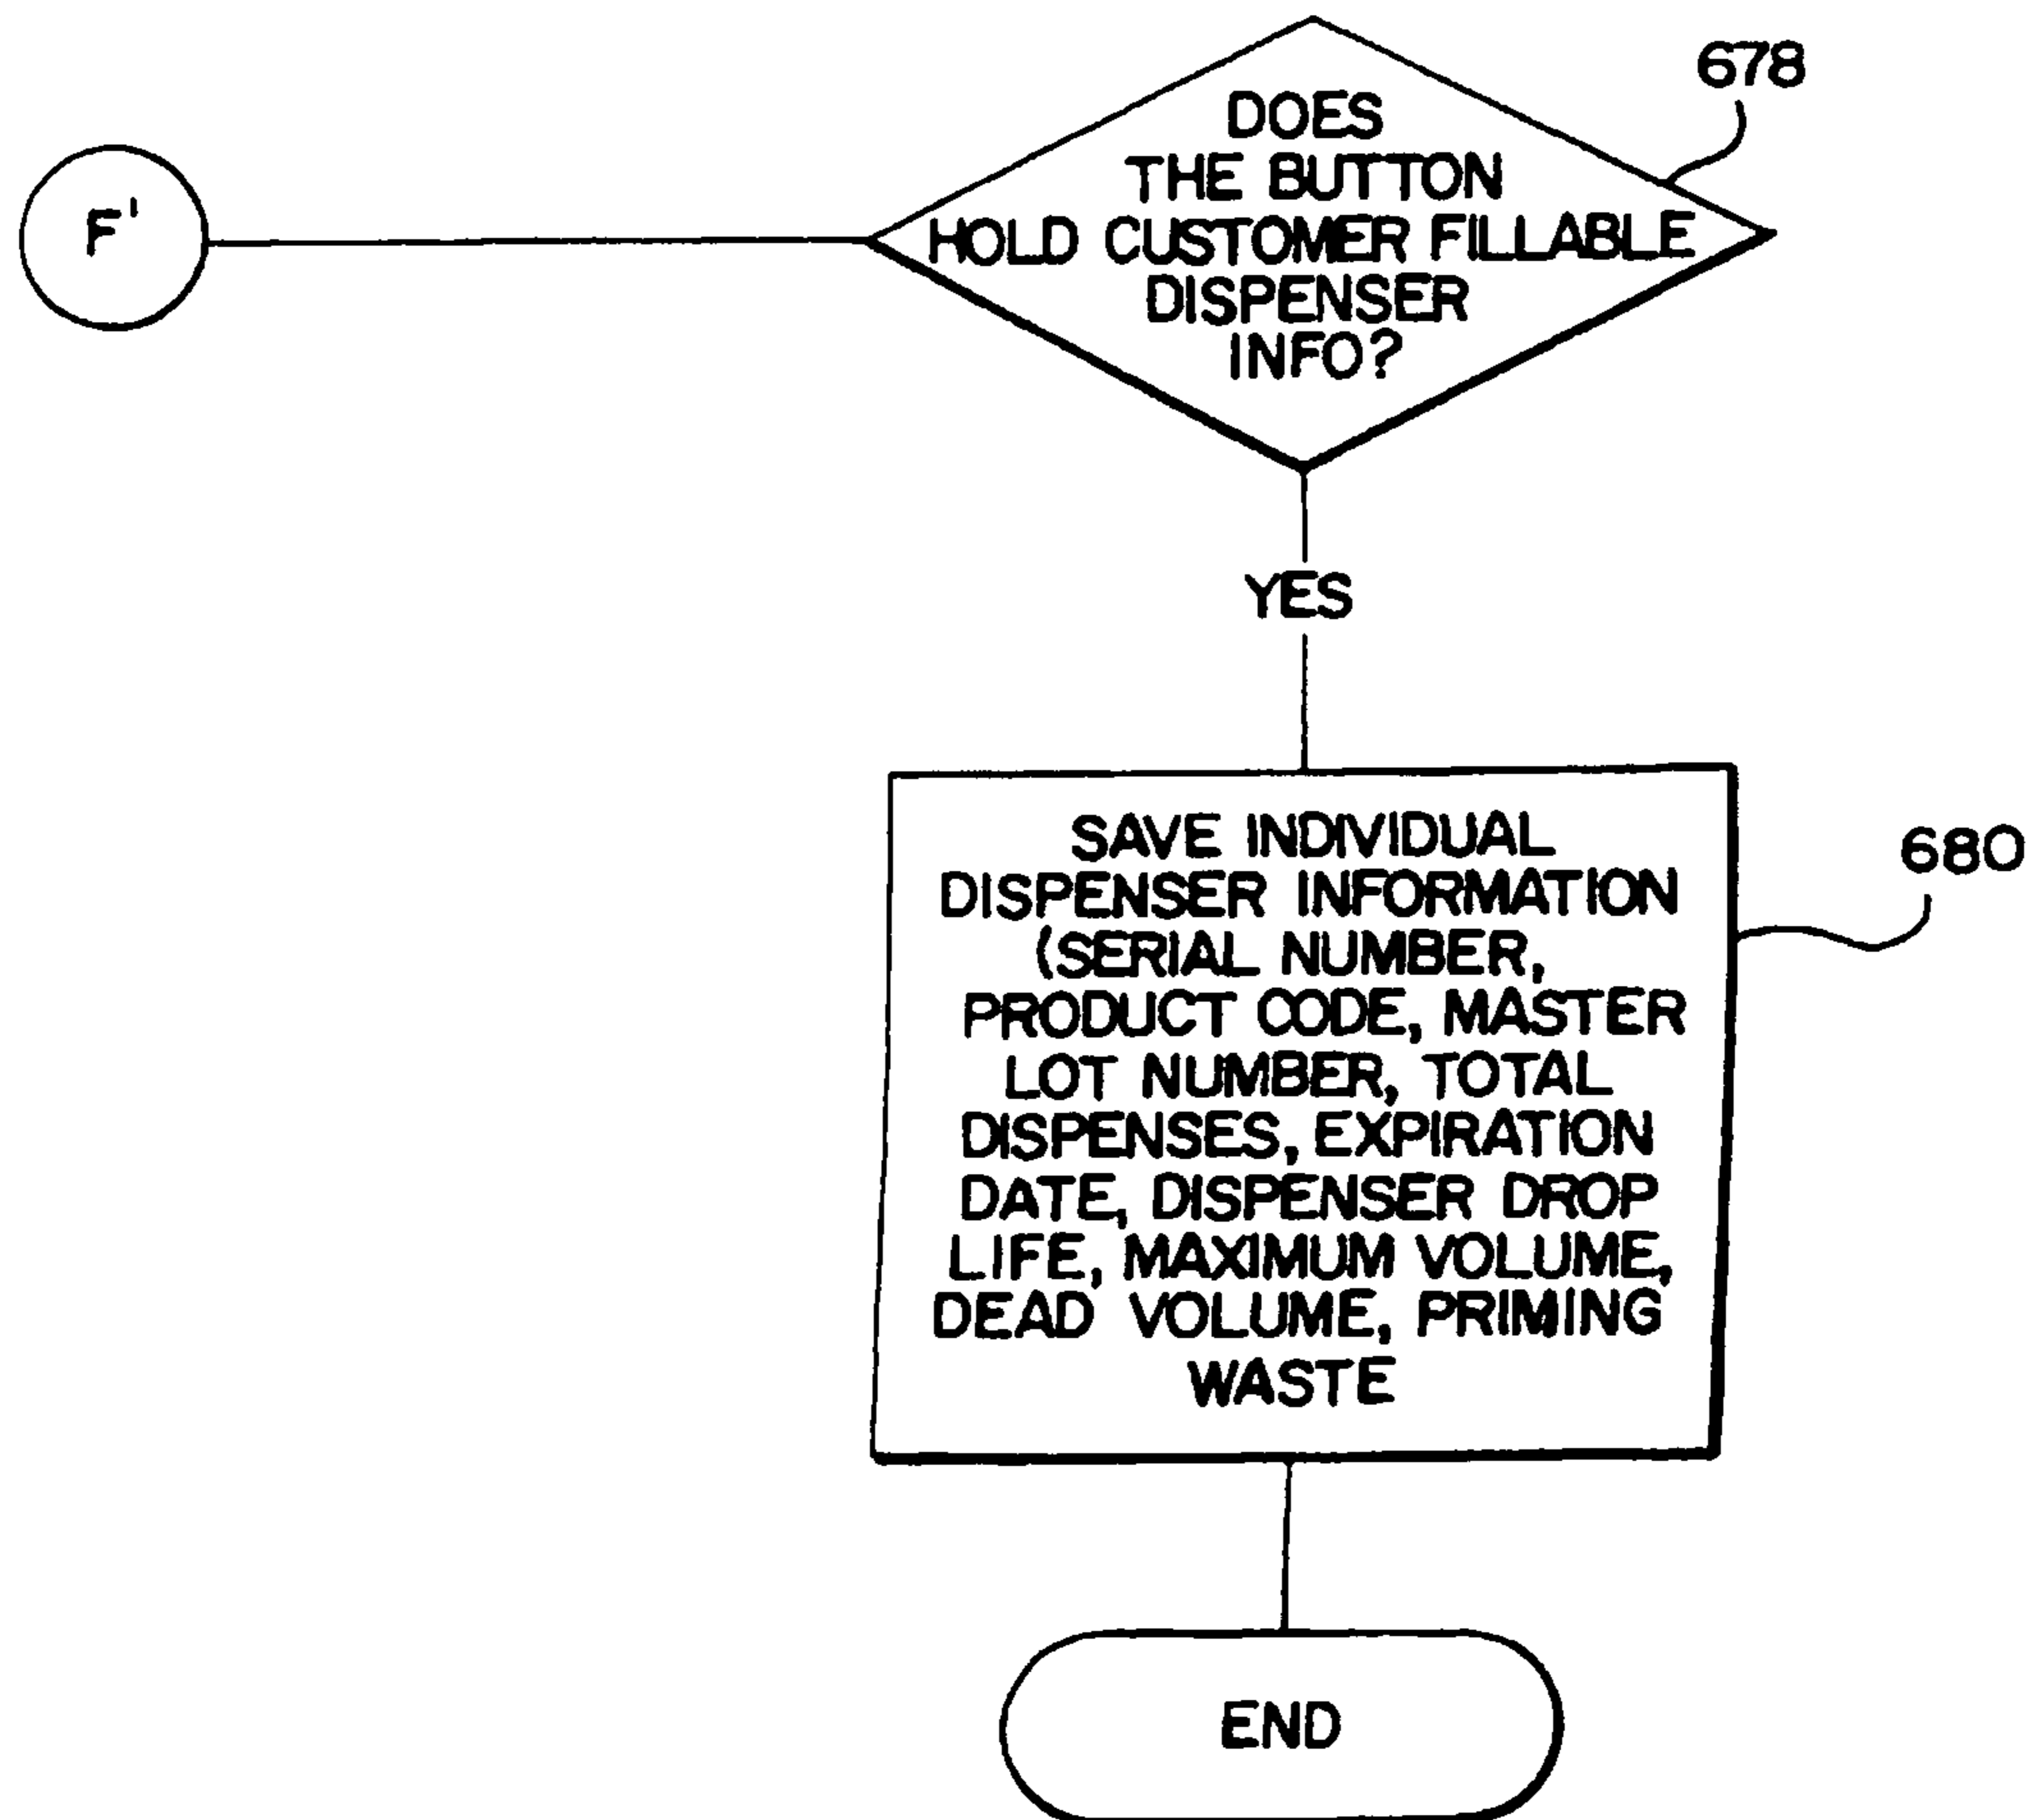 678
F'
DOES
THE BUTTON
HOLD CUSTOMER FILLABLE
DISPENSER
INFO?
YES
680
SAVE INDIVIDUAL
DISPENSER INFORMATION
(SERIAL NUMBER,
PRODUCT CODE, MASTER
LOT NUMBER, TOTAL
DISPENSES, EXPIRATION
DATE, DISPENSER DROP
LIFE, MAXIMUM VOLUME,
DEAD VOLUME, PRIMING
WASTE
END